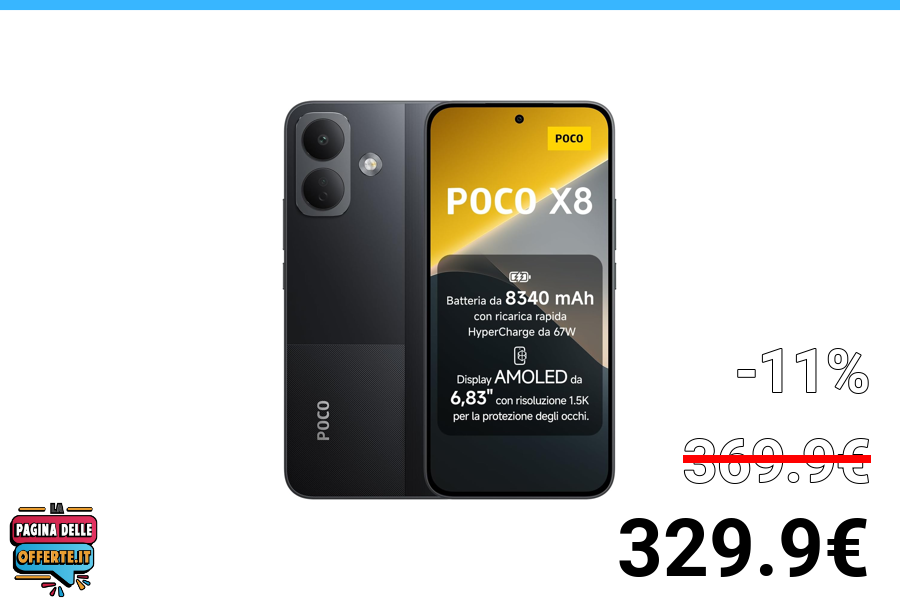 POCO
POCO X8
Batteria da 8340 mAh
con ricarica rapida
HyperCharge da 67W
Display AMOLED da
6,83" con risoluzione 1.5K
per la protezione degli occhi.
POCO
-11%
369.9€
329.9€
LA
PAGINA DELLE
OFFERTE.IT